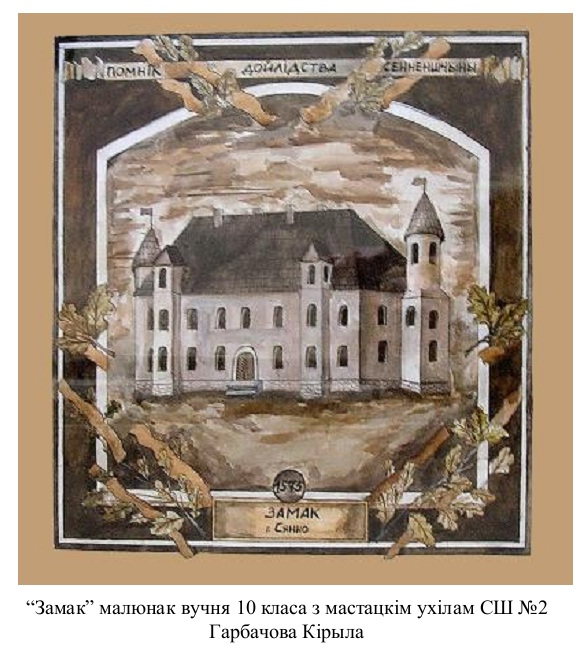 ПОМНІК ДОЙЛІДСТВА СЕННЕНШЧЫНЫ
1575
ЗАМАК
г. Сянно
“Замак” малюнак вучня 10 класа з мастацкім ухілам СШ №2
Гарбачова Кірыла